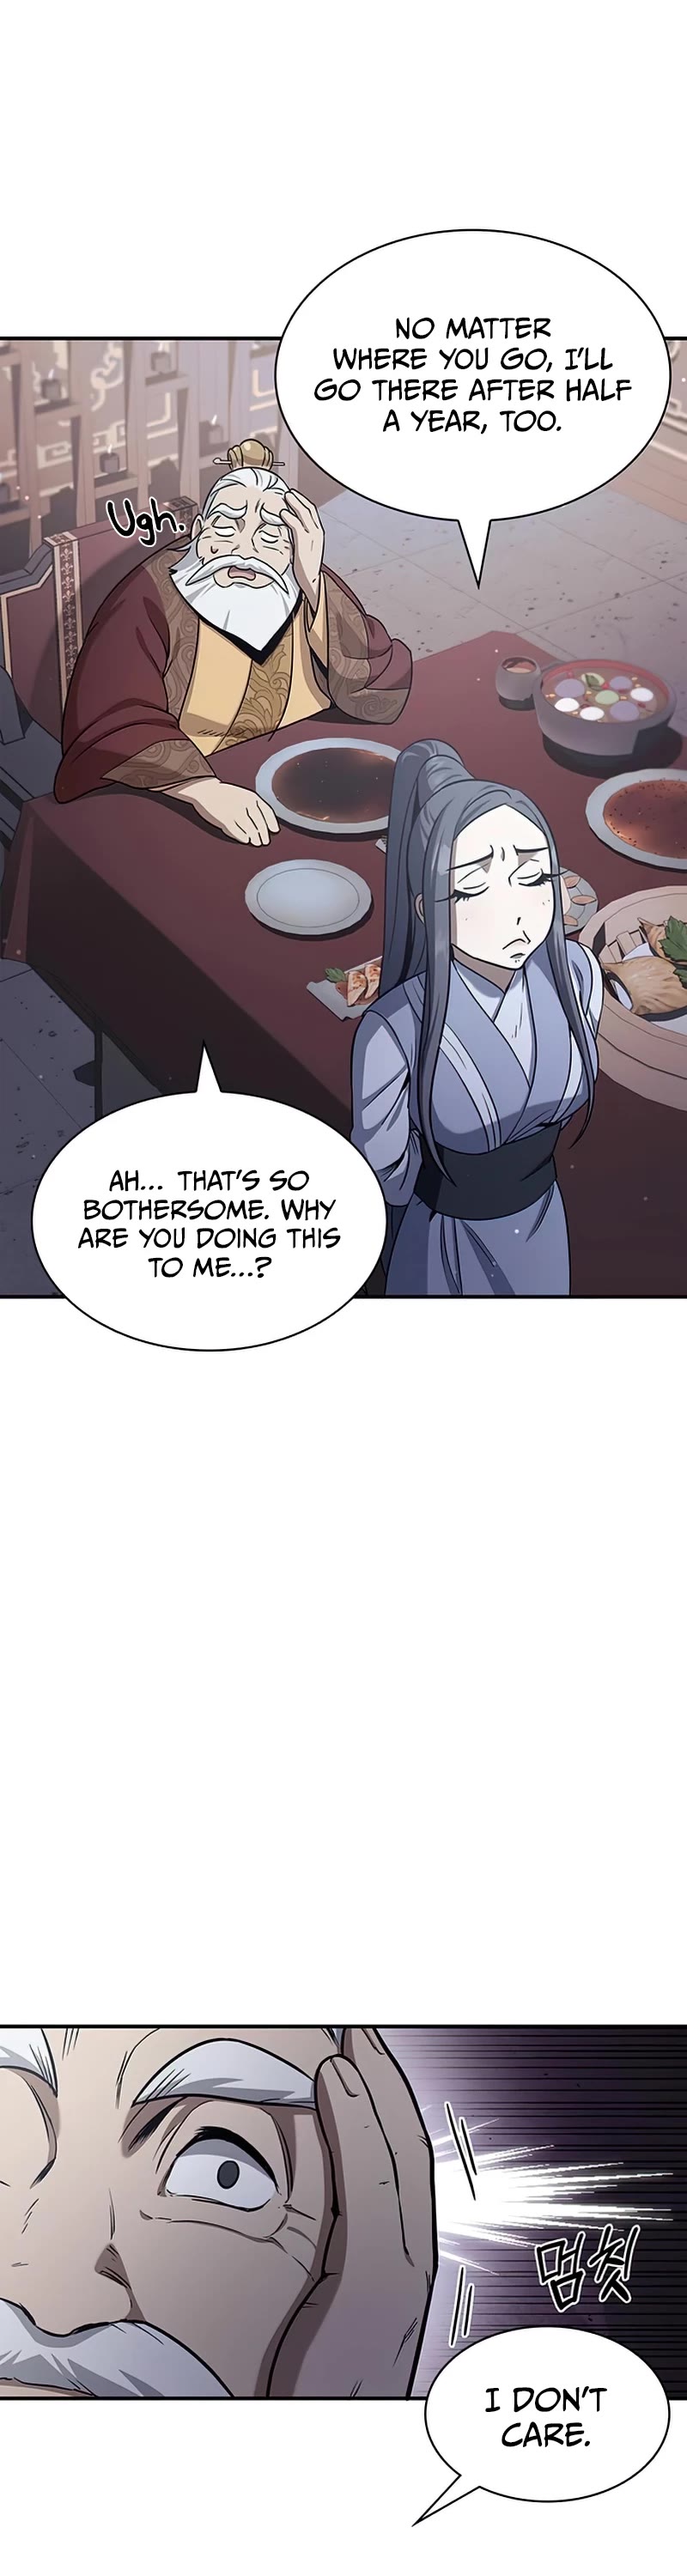 NO MATTER
WHERE YOU GO, I'LL
GO THERE AFTER HALF
A YEAR, TOO.
Ugh.
AH... THAT'S SO
BOTHERSOME. WHY
ARE YOU DOING THIS
TO ME...?
멈칫
I DON'T
CARE.